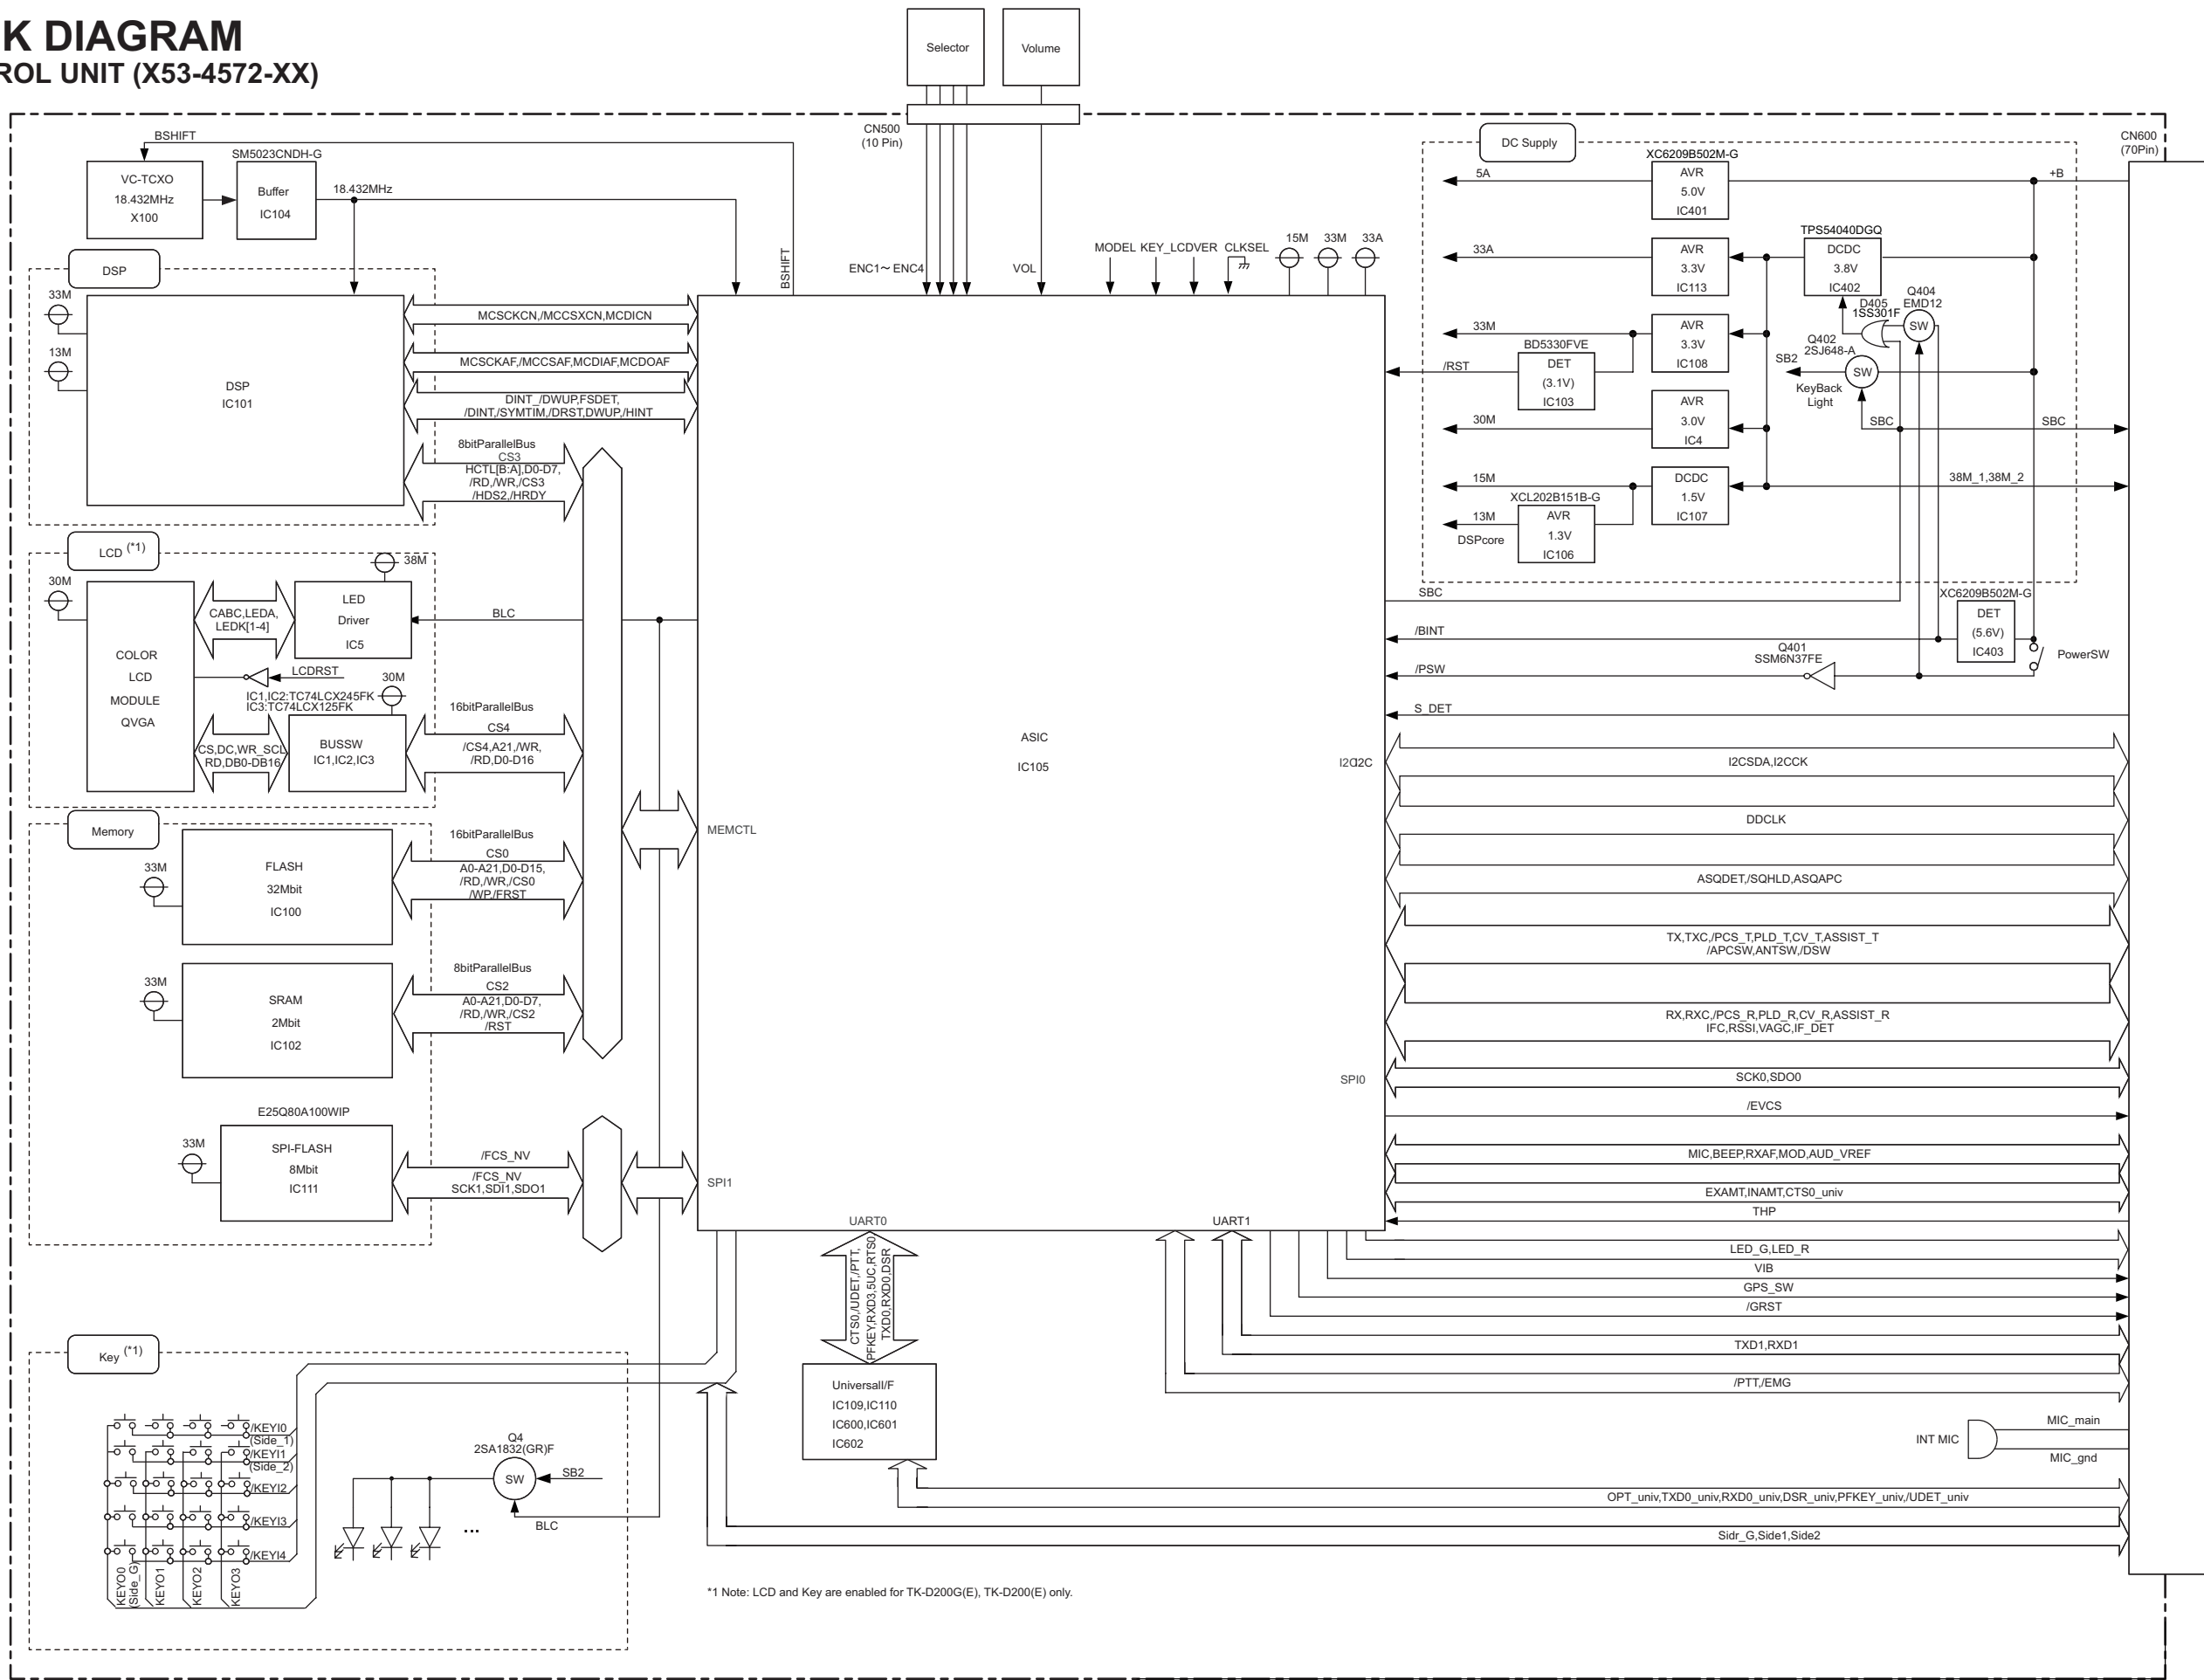 K DIAGRAM
ROL UNIT (X53-4572-XX)
Selector
Volume
CN500
(10 Pin)
CN600
(70Pin)
BSHIFT
VC-TCXO
18.432MHz
X100
SM5023CNDH-G
Buffer
IC104
18.432MHz
BSHIFT
ENC1～ENC4
VOL
MODEL KEY_LCDVER CLKSEL
15M 33M 33A
DSP
33M
13M
DSP
IC101
MCSCKCN,/MCCSXCN,MCDICN
MCSCKAF,/MCCSAF,MCDIAF,MCDOAF
DINT_/DWUP,FSDET,
/DINT,/SYMTIM,/DRST,DWUP,/HINT
8bitParallelBus
CS3
HCTL[B:A],D0-D7,
/RD,/WR,/CS3
/HDS2,/HRDY
DC Supply
XC6209B502M-G
5A
AVR
5.0V
IC401
+B
33A
AVR
3.3V
IC113
TPS54040DGQ
DCDC
3.8V
IC402
Q404
EMD12
D405
1SS301F
SW
33M
AVR
3.3V
IC108
BD5330FVE
/RST
DET
(3.1V)
IC103
Q402
2SJ648-A
SB2
SW
KeyBack
Light
30M
AVR
3.0V
IC4
SBC
SBC
15M
DCDC
1.5V
IC107
38M_1,38M_2
XCL202B151B-G
13M
DSPcore
AVR
1.3V
IC106
SBC
XC6209B502M-G
DET
(5.6V)
IC403
/BINT
Q401
SSM6N37FE
/PSW
PowerSW
S_DET
LCD (*1)
30M
38M
COLOR
LCD
MODULE
QVGA
CABC,LEDA,
LEDK[1-4]
LED
Driver
IC5
BLC
LCDRST
IC1,IC2:TC74LCX245FK
IC3:TC74LCX125FK
30M
CS,DC,WR_SCL
RD,DB0-DB16
BUSSW
IC1,IC2,IC3
16bitParallelBus
CS4
/CS4,A21,/WR,
/RD,D0-D16
ASIC
IC105
I2C
I2C
I2CSDA,I2CCK
DDCLK
ASQDET,/SQHLD,ASQAPC
TX,TXC,/PCS_T,PLD_T,CV_T,ASSIST_T
/APCSW,ANTSW,/DSW
RX,RXC,/PCS_R,PLD_R,CV_R,ASSIST_R
IFC,RSSI,VAGC,IF_DET
SPI0
SCK0,SDO0
/EVCS
MIC,BEEP,RXAF,MOD,AUD_VREF
EXAMT,INAMT,CTS0_univ
THP
LED_G,LED_R
VIB
GPS_SW
/GRST
TXD1,RXD1
/PTT,/EMG
Memory
33M
FLASH
32Mbit
IC100
16bitParallelBus
CS0
A0-A21,D0-D15,
/RD,/WR,/CS0
/WP,/FRST
MEMCTL
33M
SRAM
2Mbit
IC102
8bitParallelBus
CS2
A0-A21,D0-D7,
/RD,/WR,/CS2
/RST
E25Q80A100WIP
33M
SPI-FLASH
8Mbit
IC111
/FCS_NV
/FCS_NV
SCK1,SDI1,SDO1
SPI1
UART0
UART1
CTS0,/UDET,/PTT,
PFKEY,RXD3,5UC,RTS0
TXD0,RXD0,DSR
UniversalI/F
IC109,IC110
IC600,IC601
IC602
INT MIC
MIC_main
MIC_gnd
OPT_univ,TXD0_univ,RXD0_univ,DSR_univ,PFKEY_univ,/UDET_univ
Sidr_G,Side1,Side2
Key (*1)
/KEYI0
(Side_1)
/KEYI1
(Side_2)
/KEYI2
/KEYI3
/KEYI4
KEYO0
(Side_G)
KEYO1
KEYO2
KEYO3
Q4
2SA1832(GR)F
SW
SB2
BLC
...
*1 Note: LCD and Key are enabled for TK-D200G(E), TK-D200(E) only.